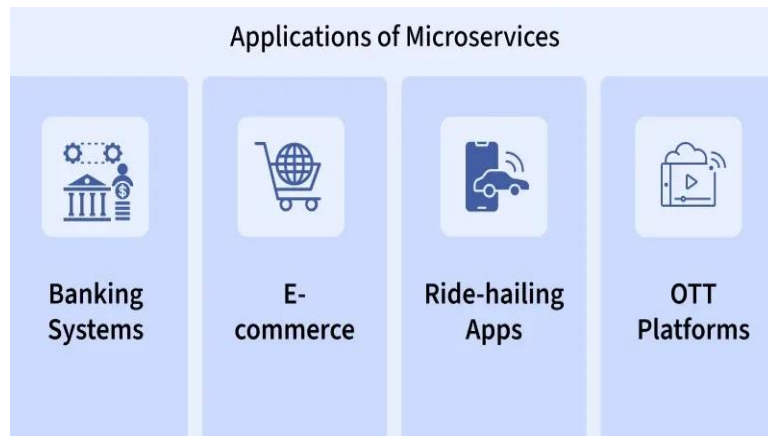 Applications of Microservices
Banking
Systems
E-
commerce
Ride-hailing
Apps
OTT
Platforms
$